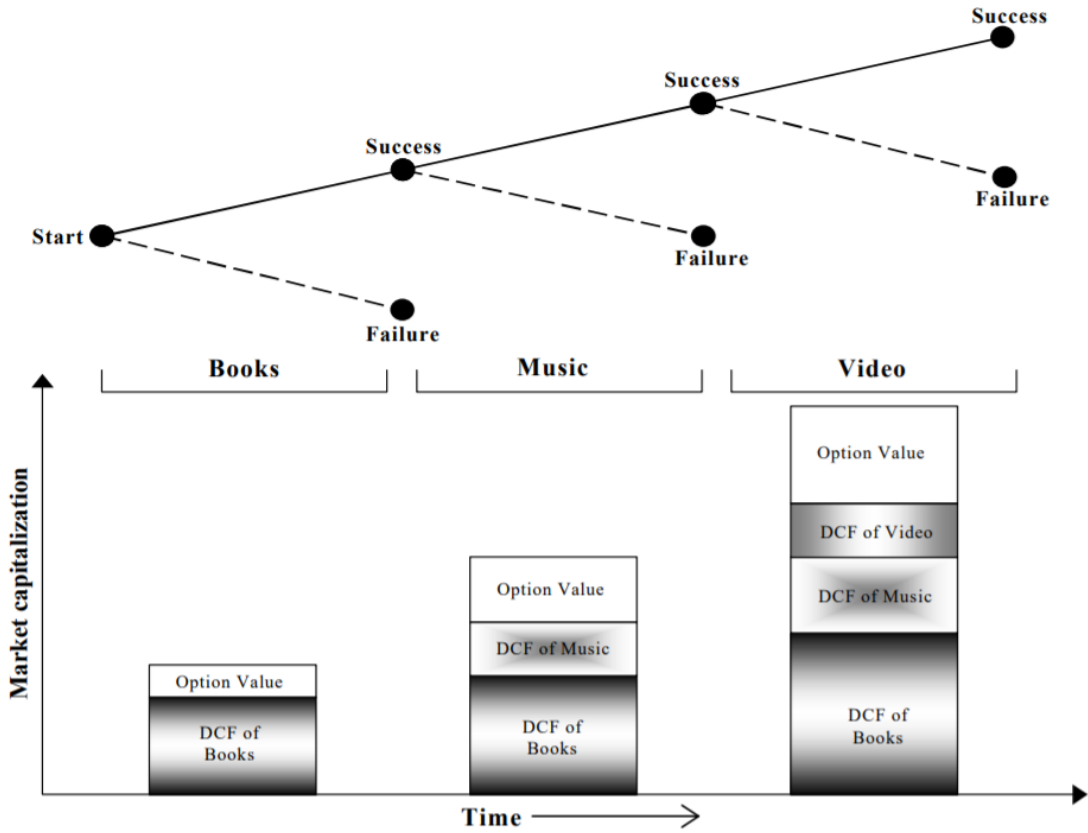 Success
Success
Success
Failure
Start
Failure
Failure
Books
Music
Video
Market capitalization
Option Value
DCF of Video
DCF of Music
DCF of
Books
Option Value
DCF of Music
DCF of
Books
Option Value
DCF of
Books
Time